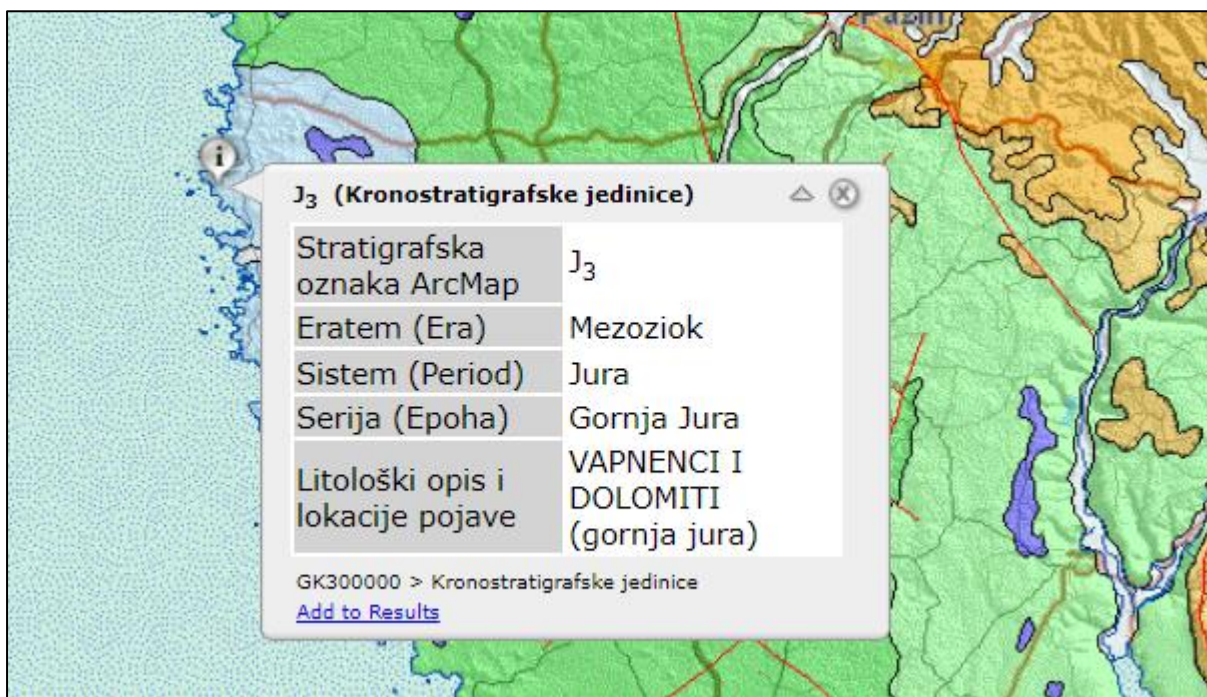 Pazin
J₃ (Kronostratigrafske jedinice)
Stratigrafska
oznaka ArcMap
J₃
Eratem (Era)
Mezoziok
Sistem (Period)
Jura
Serija (Epoha)
Gornja Jura
Litološki opis i
lokacije pojave
VAPNENCI I
DOLOMITI
(gornja jura)
GK300000 > Kronostratigrafske jedinice
Add to Results